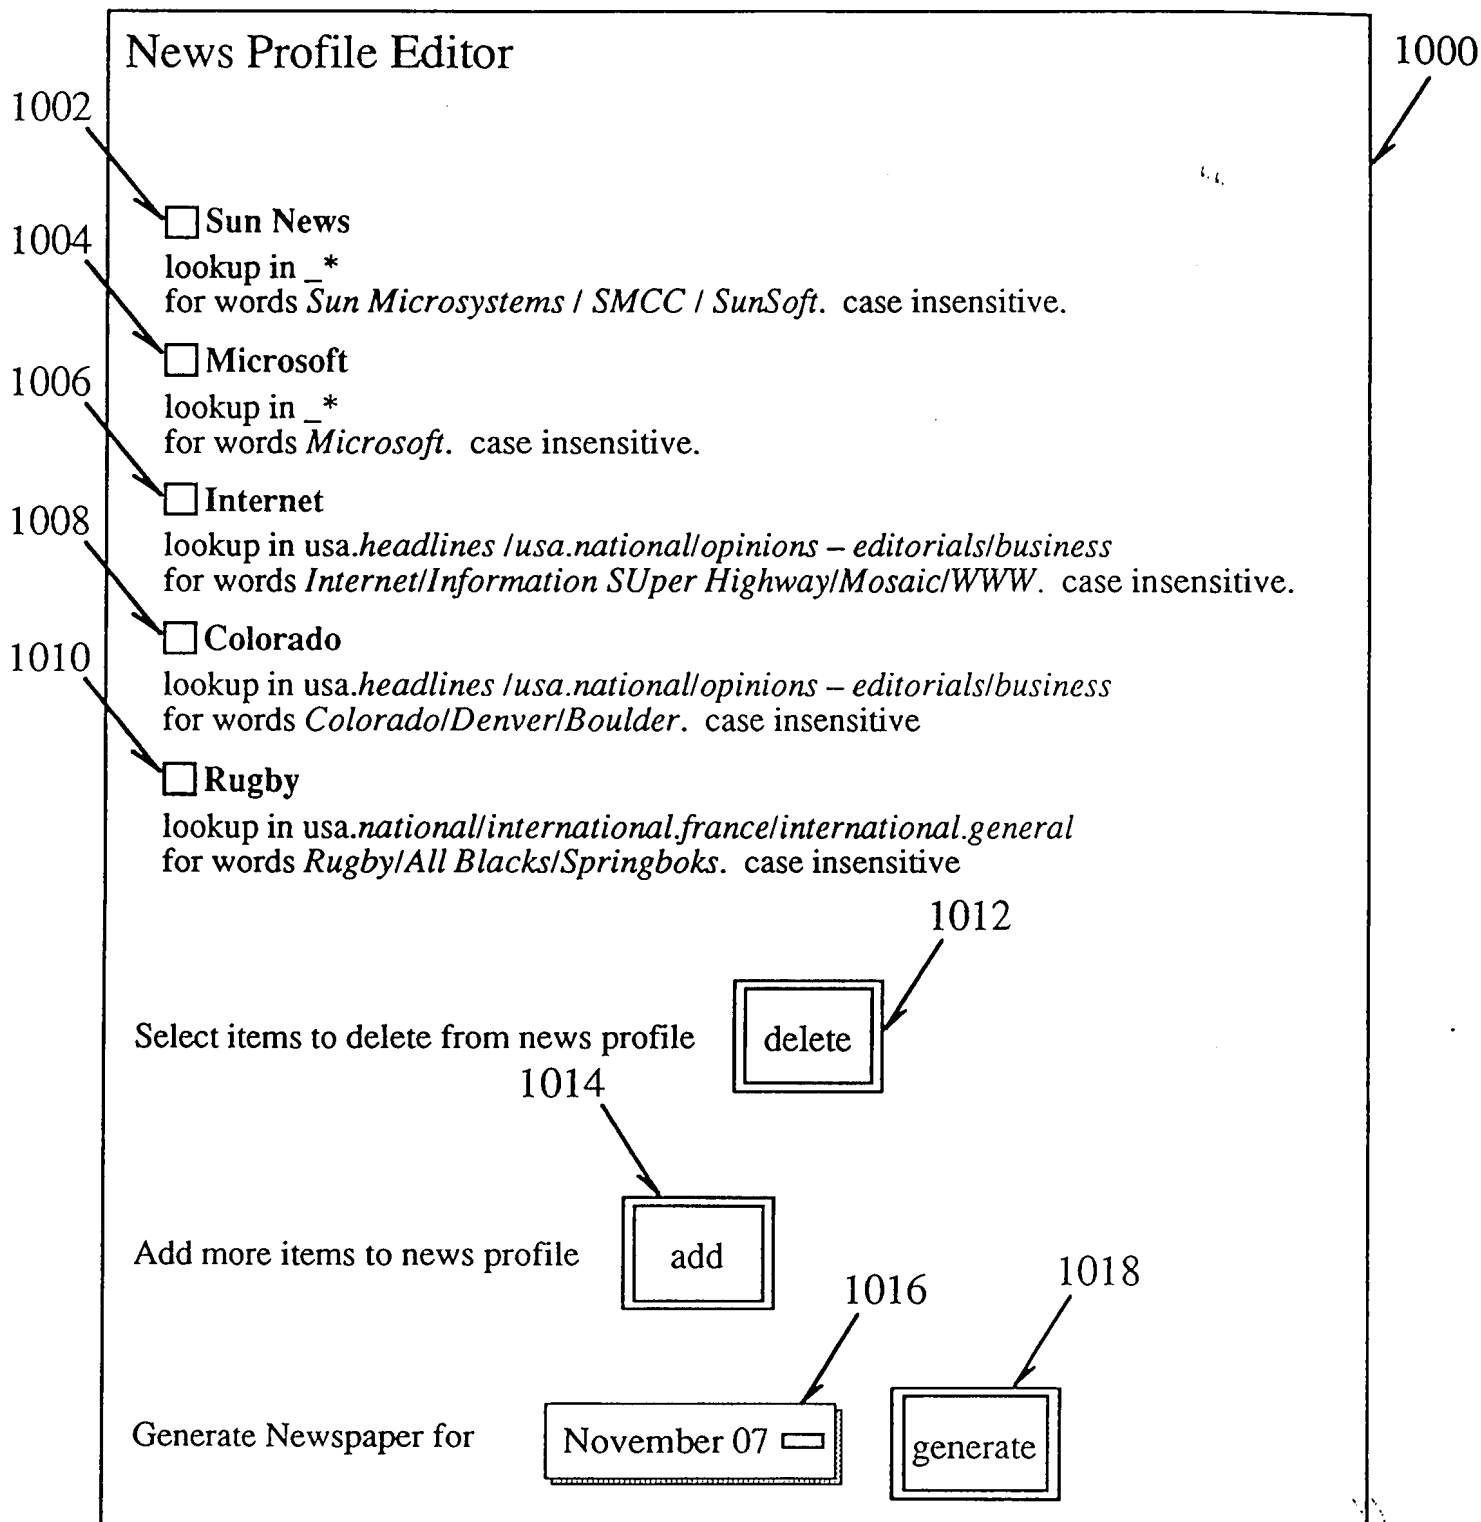 News Profile Editor
1000
1002
Sun News
1004
lookup in _*
for words Sun Microsystems / SMCC / SunSoft. case insensitive.
Microsoft
1006
lookup in _*
for words Microsoft. case insensitive.
Internet
1008
lookup in usa.headlines /usa.national/opinions – editorials/business
for words Internet/Information SUper Highway/Mosaic/WWW. case insensitive.
Colorado
1010
lookup in usa.headlines /usa.national/opinions – editorials/business
for words Colorado/Denver/Boulder. case insensitive
Rugby
lookup in usa.national/international.france/international.general
for words Rugby/All Blacks/Springboks. case insensitive
1012
Select items to delete from news profile delete
1014
Add more items to news profile add
1016
1018
Generate Newspaper for November 07 generate